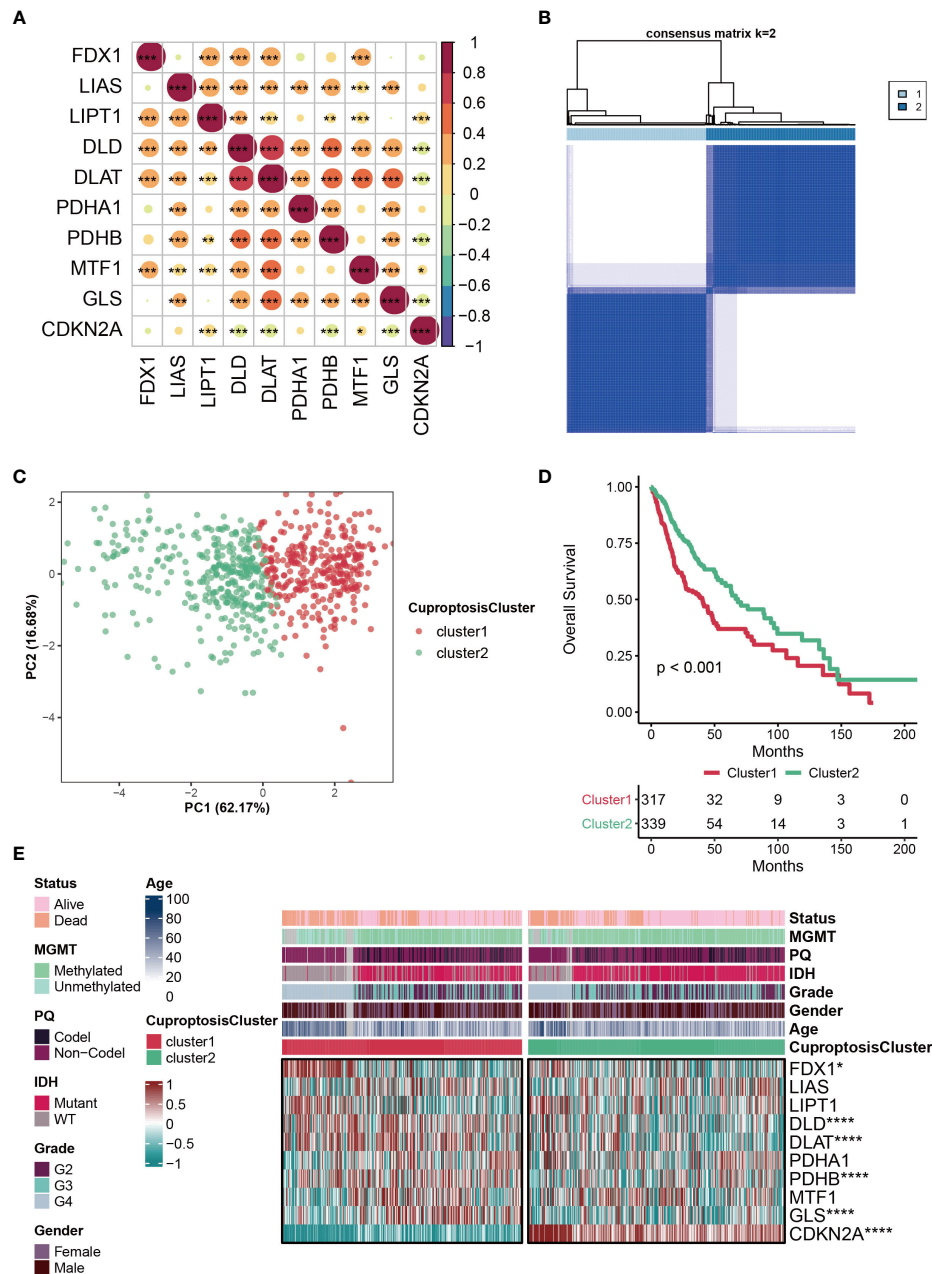 A
FDX1
LIAS
LIPT1
DLD
DLAT
PDHA1
PDHB
MTF1
GLS
CDKN2A
*** *** *** *** ***
*** *** *** *** *** *** *** ***
*** *** *** *** *** ** *** ***
*** *** *** *** *** *** *** *** *** ***
*** *** *** *** *** *** *** *** *** ***
*** *** *** *** *** ***
*** ** *** *** *** *** *** ***
*** *** *** *** *** *** *** *
*** *** *** *** *** *** *** ***
*** *** *** *** * *** ***
1
0.8
0.6
0.4
0.2
0
−0.2
−0.4
−0.6
−0.8
−1
FDX1
LIAS
LIPT1
DLD
DLAT
PDHA1
PDHB
MTF1
GLS
CDKN2A
B
consensus matrix k=2
1
2
C
PC2 (16.68%)
2
0
−2
−4
−4 −2 0 2
PC1 (62.17%)
CuproptosisCluster
cluster1
cluster2
D
Overall Survival
1.00
0.75
0.50
0.25
0.00
p < 0.001
0 50 100 150 200
Months
Cluster1 Cluster2
Cluster1 317 32 9 3 0
Cluster2 339 54 14 3 1
0 50 100 150 200
Months
E
Status
Alive
Dead
MGMT
Methylated
Unmethylated
PQ
Codel
Non−Codel
IDH
Mutant
WT
Grade
G2
G3
G4
Gender
Female
Male
Age
100
80
60
40
20
0
CuproptosisCluster
cluster1
cluster2
1
0.5
0
−0.5
−1
Status
MGMT
PQ
IDH
Grade
Gender
Age
CuproptosisCluster
FDX1*
LIAS
LIPT1
DLD****
DLAT****
PDHA1
PDHB****
MTF1
GLS****
CDKN2A****